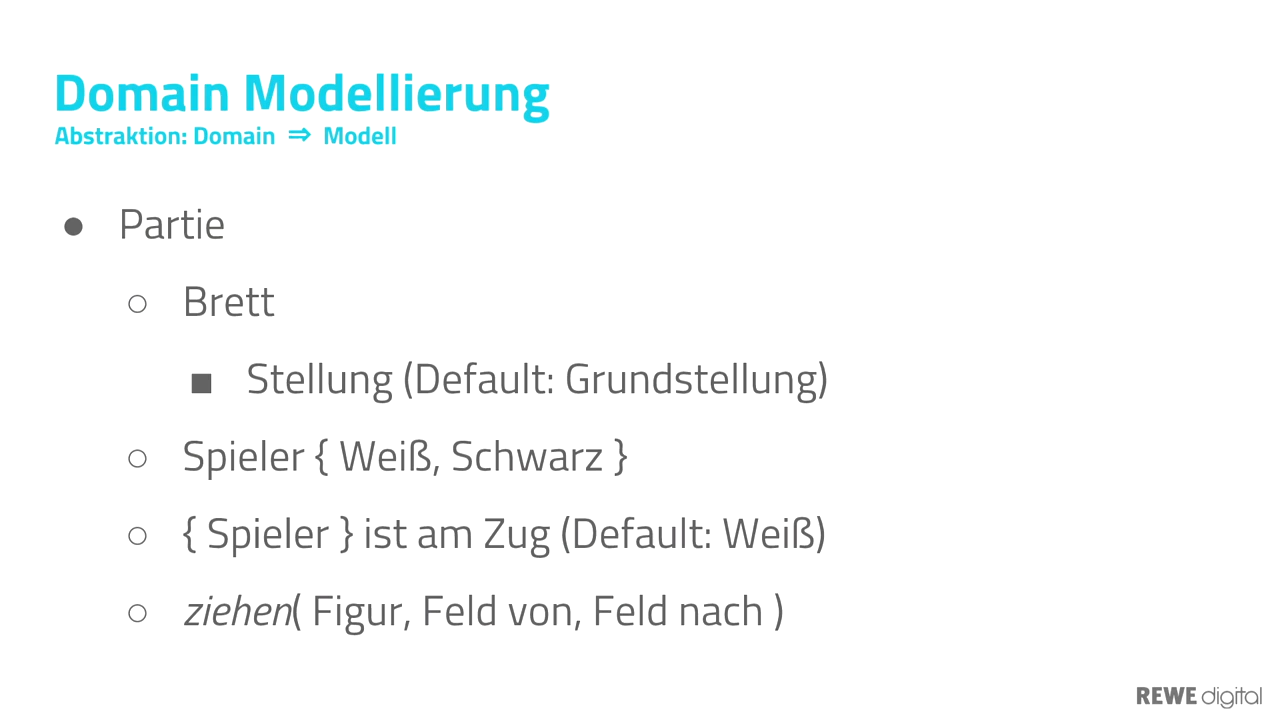 Domain Modellierung
Abstraktion: Domain ⇒ Modell
● Partie
○ Brett
■ Stellung (Default: Grundstellung)
○ Spieler { Weiß, Schwarz }
○ { Spieler } ist am Zug (Default: Weiß)
○ ziehen( Figur, Feld von, Feld nach )
REWE digital